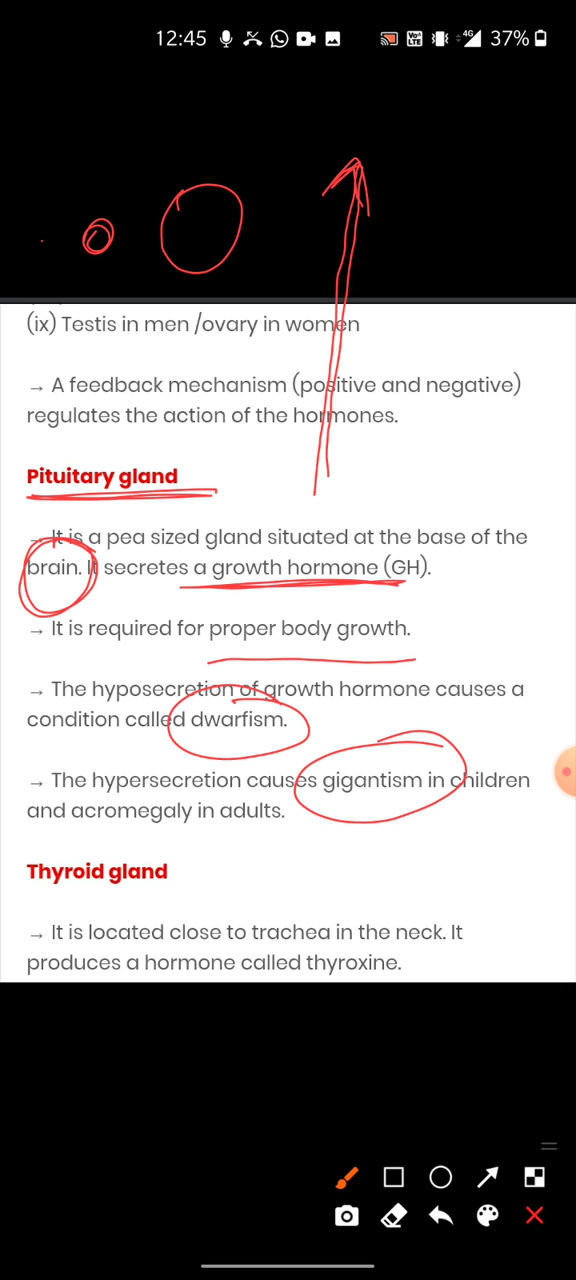 12:45 4G 37%
(ix) Testis in men /ovary in women
→ A feedback mechanism (positive and negative)
regulates the action of the hormones.
Pituitary gland
→ It is a pea sized gland situated at the base of the
brain. It secretes a growth hormone (GH).
→ It is required for proper body growth.
→ The hyposecretion of growth hormone causes a
condition called dwarfism.
→ The hypersecretion causes gigantism in children
and acromegaly in adults.
Thyroid gland
→ It is located close to trachea in the neck. It
produces a hormone called thyroxine.